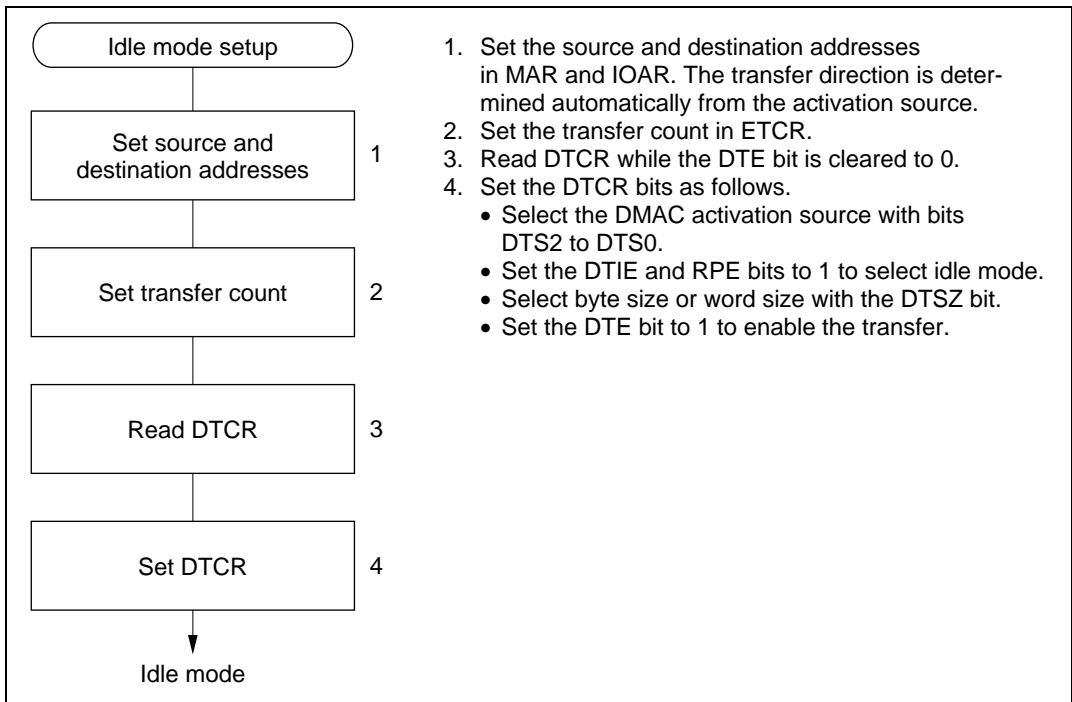 Idle mode setup
Set source and
destination addresses
1
Set transfer count
2
Read DTCR
3
Set DTCR
4
Idle mode
1. Set the source and destination addresses
in MAR and IOAR. The transfer direction is deter-
mined automatically from the activation source.
2. Set the transfer count in ETCR.
3. Read DTCR while the DTE bit is cleared to 0.
4. Set the DTCR bits as follows.
• Select the DMAC activation source with bits
DTS2 to DTS0.
• Set the DTIE and RPE bits to 1 to select idle mode.
• Select byte size or word size with the DTSZ bit.
• Set the DTE bit to 1 to enable the transfer.